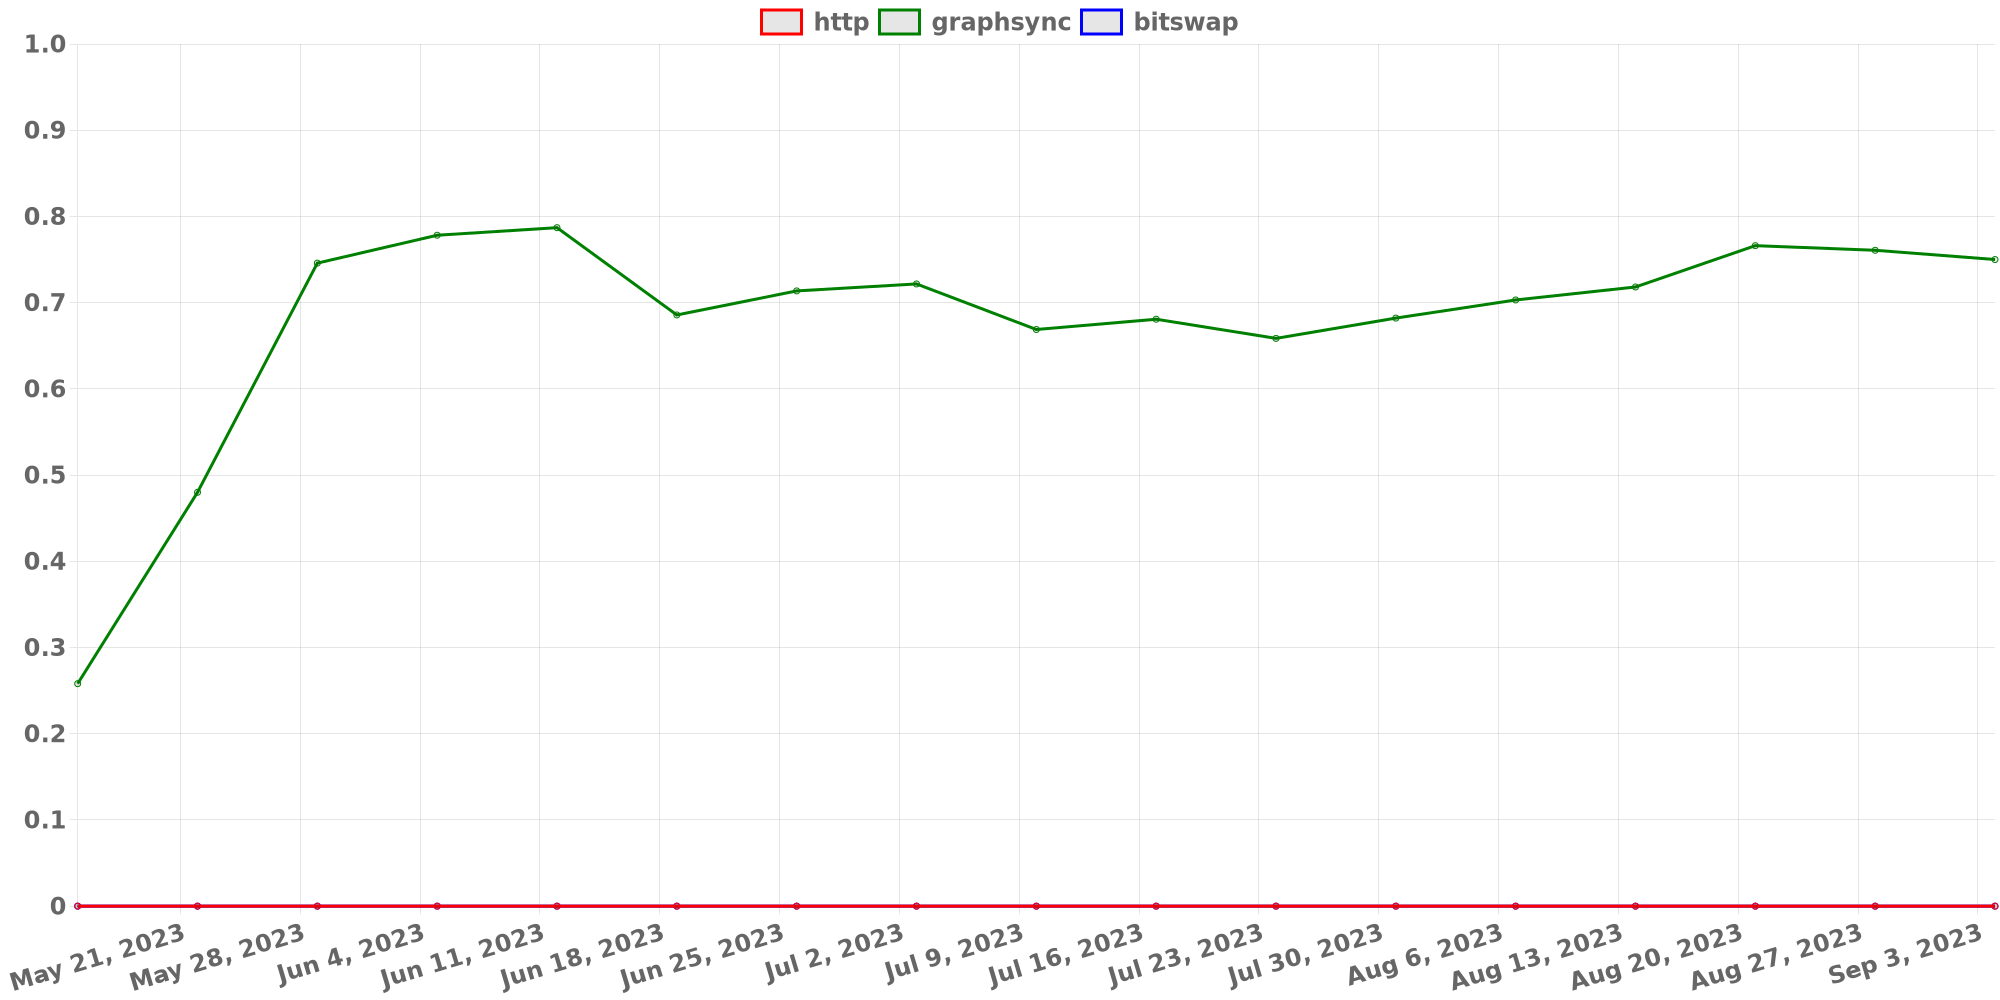 http graphsync bitswap
1.0
0.9
0.8
0.7
0.6
0.5
0.4
0.3
0.2
0.1
0
May 21, 2023
May 28, 2023
Jun 4, 2023
Jun 11, 2023
Jun 18, 2023
Jun 25, 2023
Jul 2, 2023
Jul 9, 2023
Jul 16, 2023
Jul 23, 2023
Jul 30, 2023
Aug 6, 2023
Aug 13, 2023
Aug 20, 2023
Aug 27, 2023
Sep 3, 2023